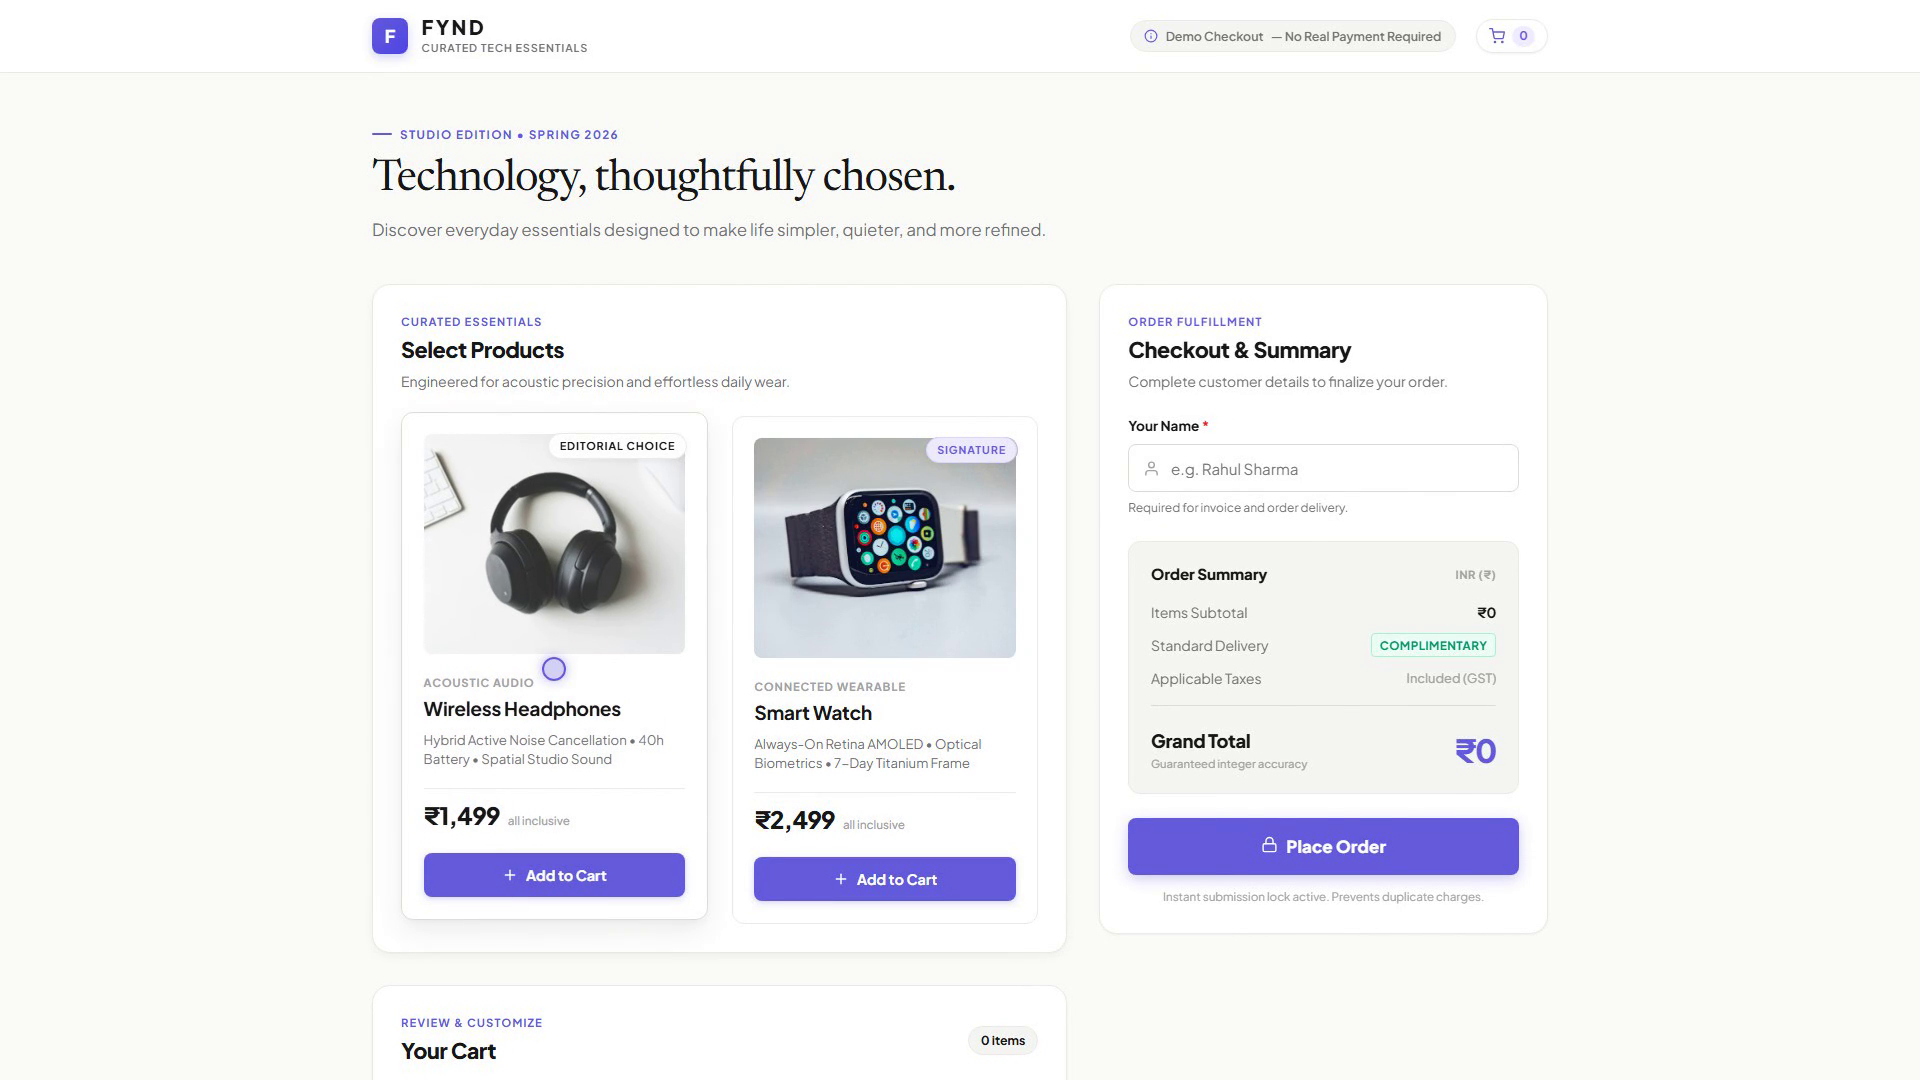 F
FYND
CURATED TECH ESSENTIALS
Demo Checkout — No Real Payment Required
0
STUDIO EDITION • SPRING 2026
Technology, thoughtfully chosen.
Discover everyday essentials designed to make life simpler, quieter, and more refined.
CURATED ESSENTIALS
Select Products
Engineered for acoustic precision and effortless daily wear.
EDITORIAL CHOICE
ACOUSTIC AUDIO
Wireless Headphones
Hybrid Active Noise Cancellation • 40h
Battery • Spatial Studio Sound
₹1,499 all inclusive
+ Add to Cart
SIGNATURE
CONNECTED WEARABLE
Smart Watch
Always-On Retina AMOLED • Optical
Biometrics • 7–Day Titanium Frame
₹2,499 all inclusive
+ Add to Cart
REVIEW & CUSTOMIZE
Your Cart
0 items
ORDER FULFILLMENT
Checkout & Summary
Complete customer details to finalize your order.
Your Name *
e.g. Rahul Sharma
Required for invoice and order delivery.
Order Summary INR (₹)
Items Subtotal ₹0
Standard Delivery COMPLIMENTARY
Applicable Taxes Included (GST)
Grand Total ₹0
Guaranteed integer accuracy
Place Order
Instant submission lock active. Prevents duplicate charges.